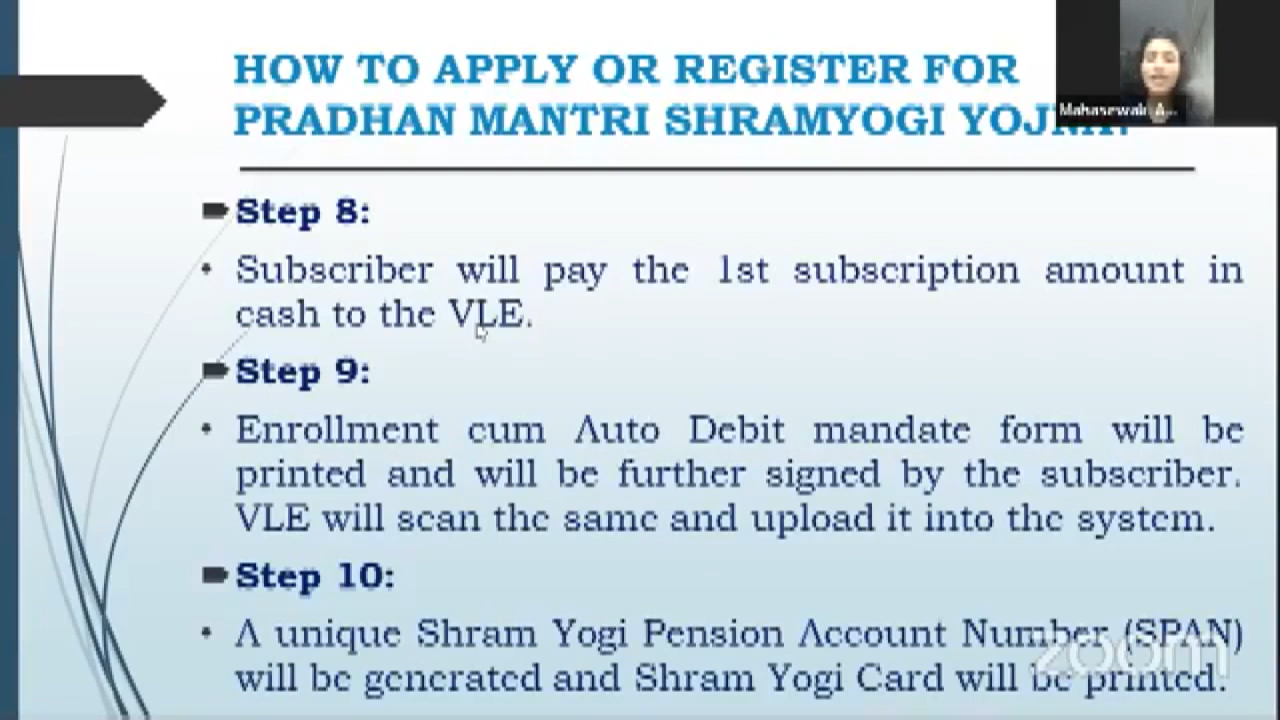 HOW TO APPLY OR REGISTER FOR
PRADHAN MANTRI SHRAMYOGI
Mahasewak A...
Step 8:
• Subscriber will pay the 1st subscription amount in
cash to the VLE.
Step 9:
• Enrollment cum Auto Debit mandate form will be
printed and will be further signed by the subscriber.
VLE will scan the same and upload it into the system.
Step 10:
• A unique Shram Yogi Pension Account Number (SPAN)
will be generated and Shram Yogi Card will be printed.
zoom